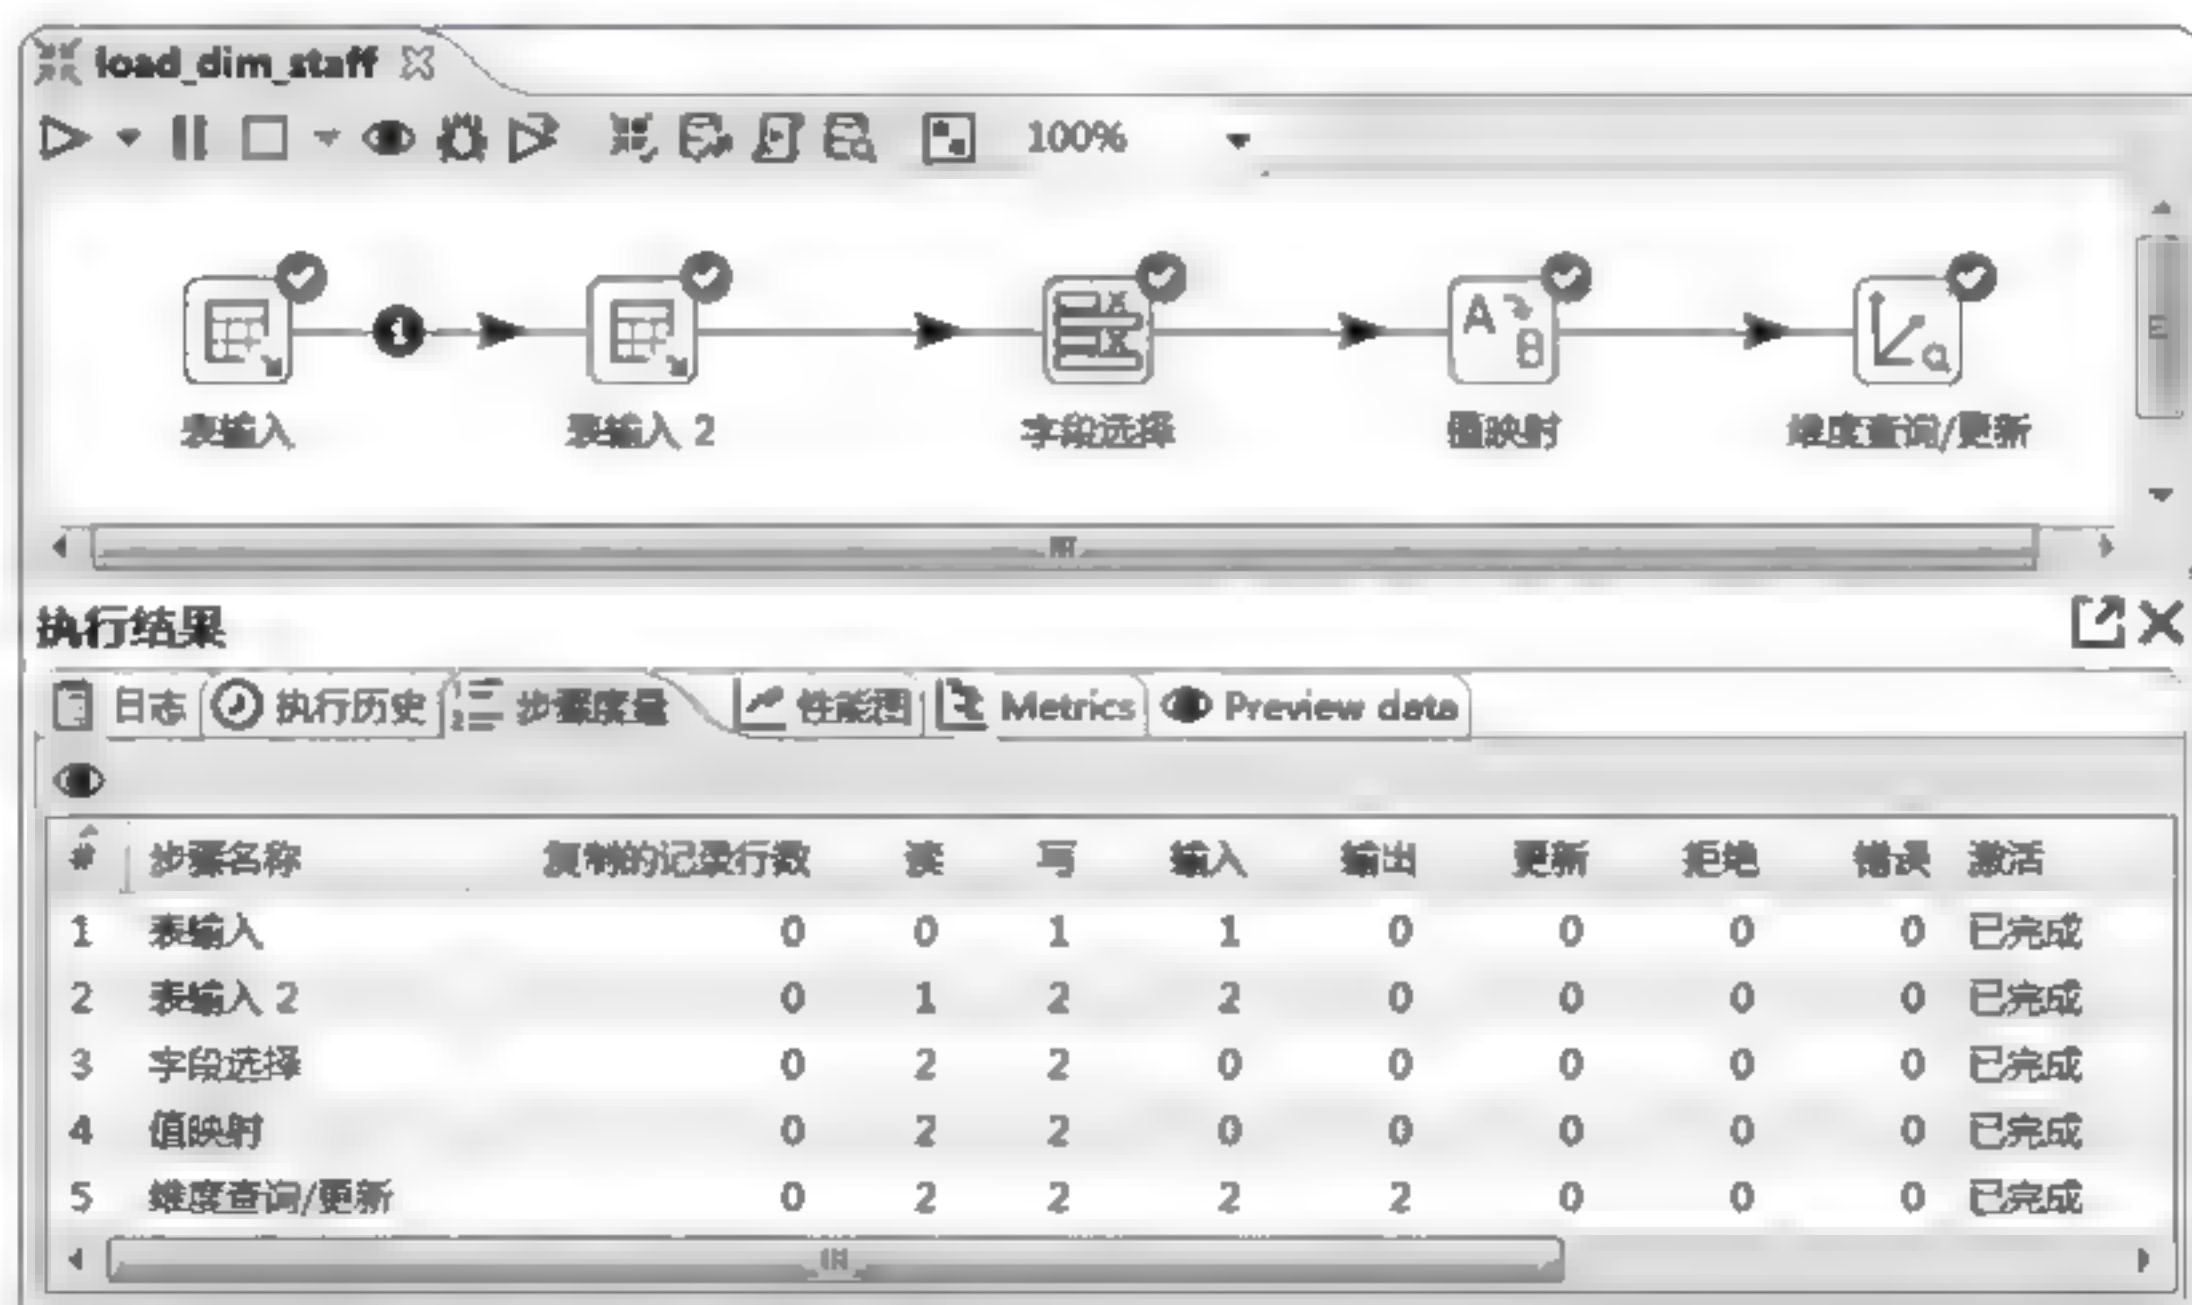 load_dim_staff
100%
表输入 表输入 2 字段选择 值映射 维度查询/更新
执行结果
日志 执行历史 步骤度量 性能图 Metrics Preview data
# 步骤名称 复制的记录行数 读 写 输入 输出 更新 拒绝 错误 激活
1 表输入 0 0 1 1 0 0 0 0 已完成
2 表输入 2 0 1 2 2 0 0 0 0 已完成
3 字段选择 0 2 2 0 0 0 0 0 已完成
4 值映射 0 2 2 0 0 0 0 0 已完成
5 维度查询/更新 0 2 2 2 2 0 0 0 已完成